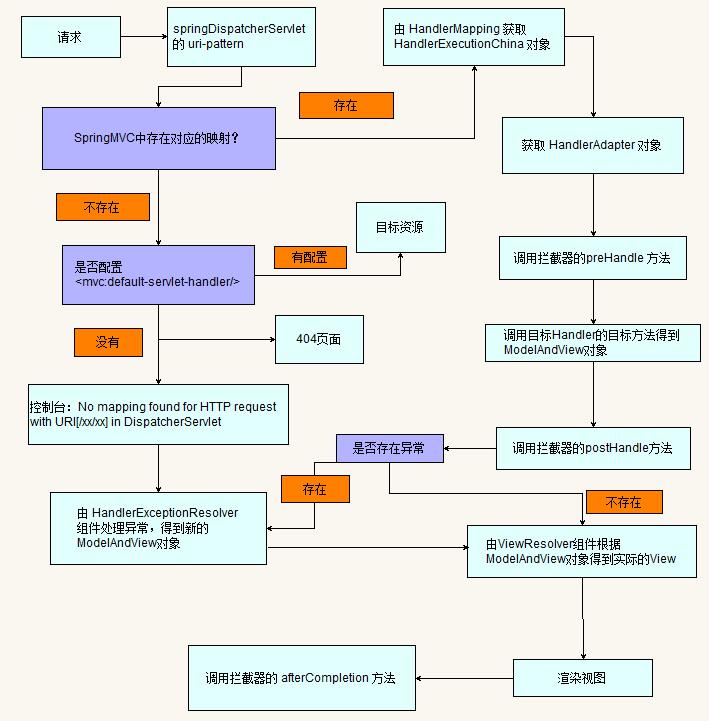 请求
springDispatcherServlet
的 uri-pattern
由 HandlerMapping 获取
HandlerExecutionChina 对象
存在
SpringMVC中存在对应的映射？
获取 HandlerAdapter 对象
不存在
目标资源
是否配置
<mvc:default-servlet-handler/>
有配置
调用拦截器的preHandle 方法
没有
404页面
调用目标Handler的目标方法得到
ModelAndView对象
控制台：No mapping found for HTTP request
with URI[/xx/xx] in DispatcherServlet
是否存在异常
调用拦截器的postHandle方法
存在
不存在
由 HandlerExceptionResolver
组件处理异常，得到新的
ModelAndView对象
由ViewResolver组件根据
ModelAndView对象得到实际的View
调用拦截器的 afterCompletion 方法
渲染视图